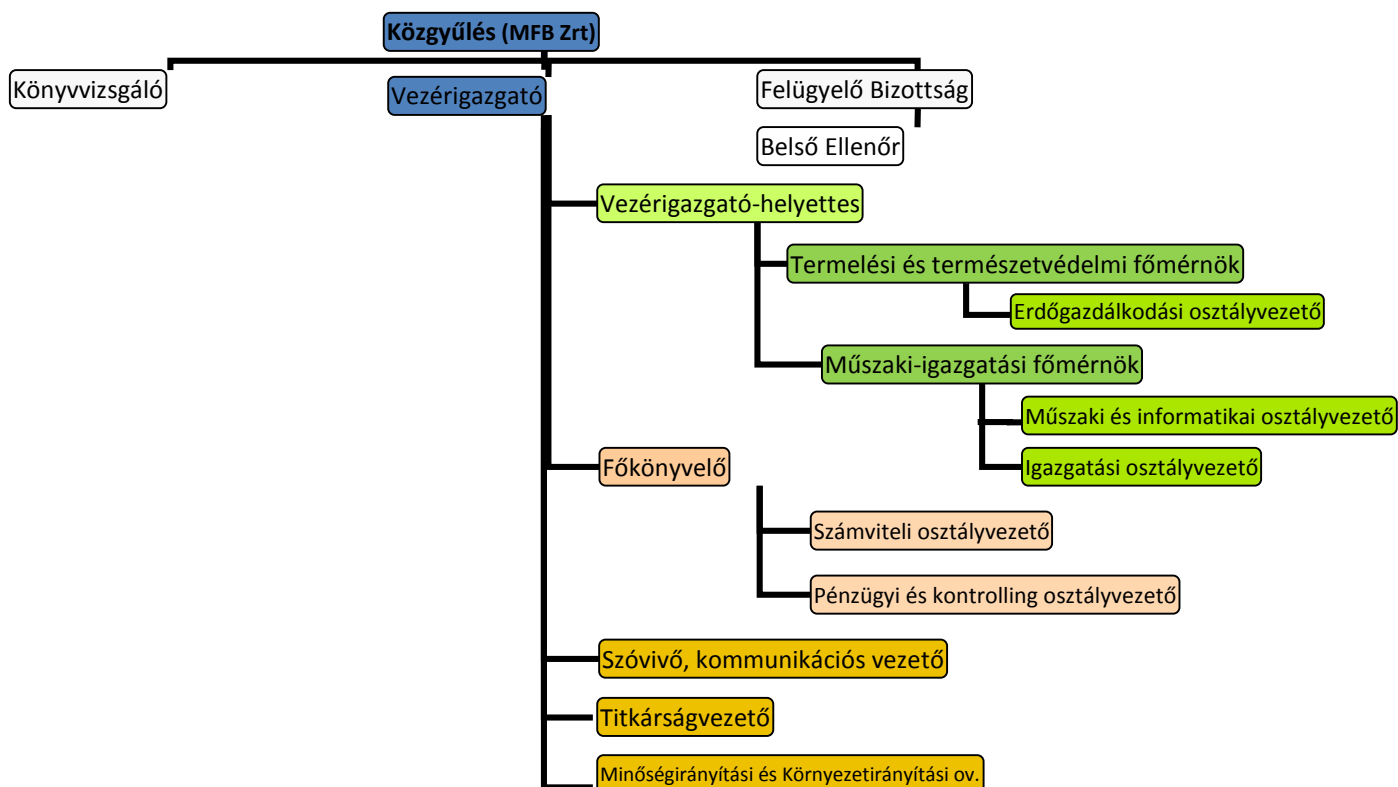 Közgyűlés (MFB Zrt)
Könyvvizsgáló
Vezérigazgató
Felügyelő Bizottság
Belső Ellenőr
Vezérigazgató-helyettes
Termelési és természetvédelmi főmérnök
Erdőgazdálkodási osztályvezető
Műszaki-igazgatási főmérnök
Műszaki és informatikai osztályvezető
Főkönyvelő
Igazgatási osztályvezető
Számviteli osztályvezető
Pénzügyi és kontrolling osztályvezető
Szóvivő, kommunikációs vezető
Titkárságvezető
Minőségirányítási és Környezetirányítási ov.